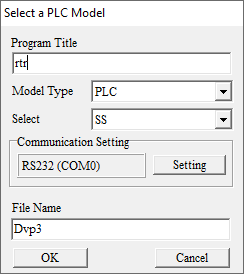 Select a PLC Model
Program Title
rtr
Model Type PLC
Select SS
Communication Setting
RS232 (COM0) Setting
File Name
Dvp3
OK Cancel